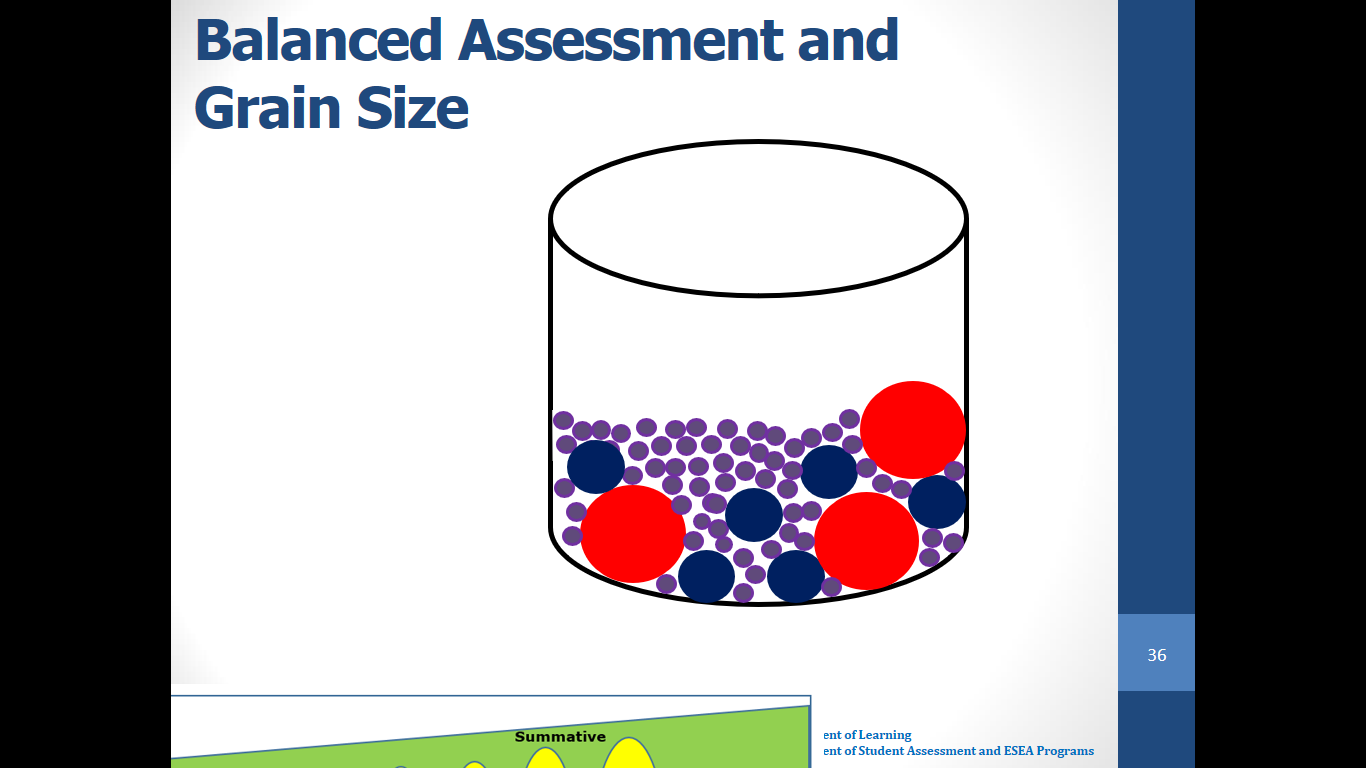 Balanced Assessment and
Grain Size
36
Summative
ent of Learning
ent of Student Assessment and ESEA Programs